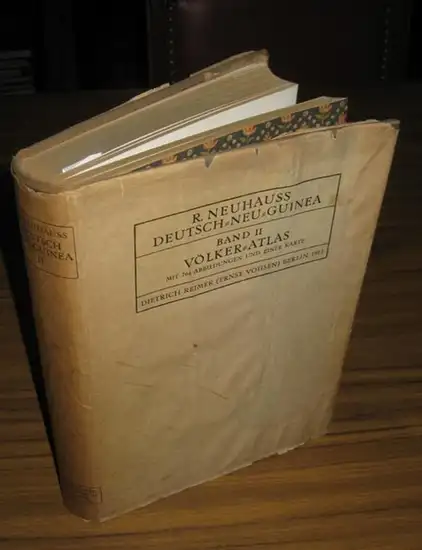 R. NEUHAUSS
DEUTSCH=NEU=GUINEA
BAND II
VÖLKER=ATLAS
MIT ABBILDUNGEN UND EINER KARTE
DIETRICH REIMER (ERNST VOHSEN) BERLIN 1911
R. NEUHAUSS
DEUTSCH
GUINEA
II